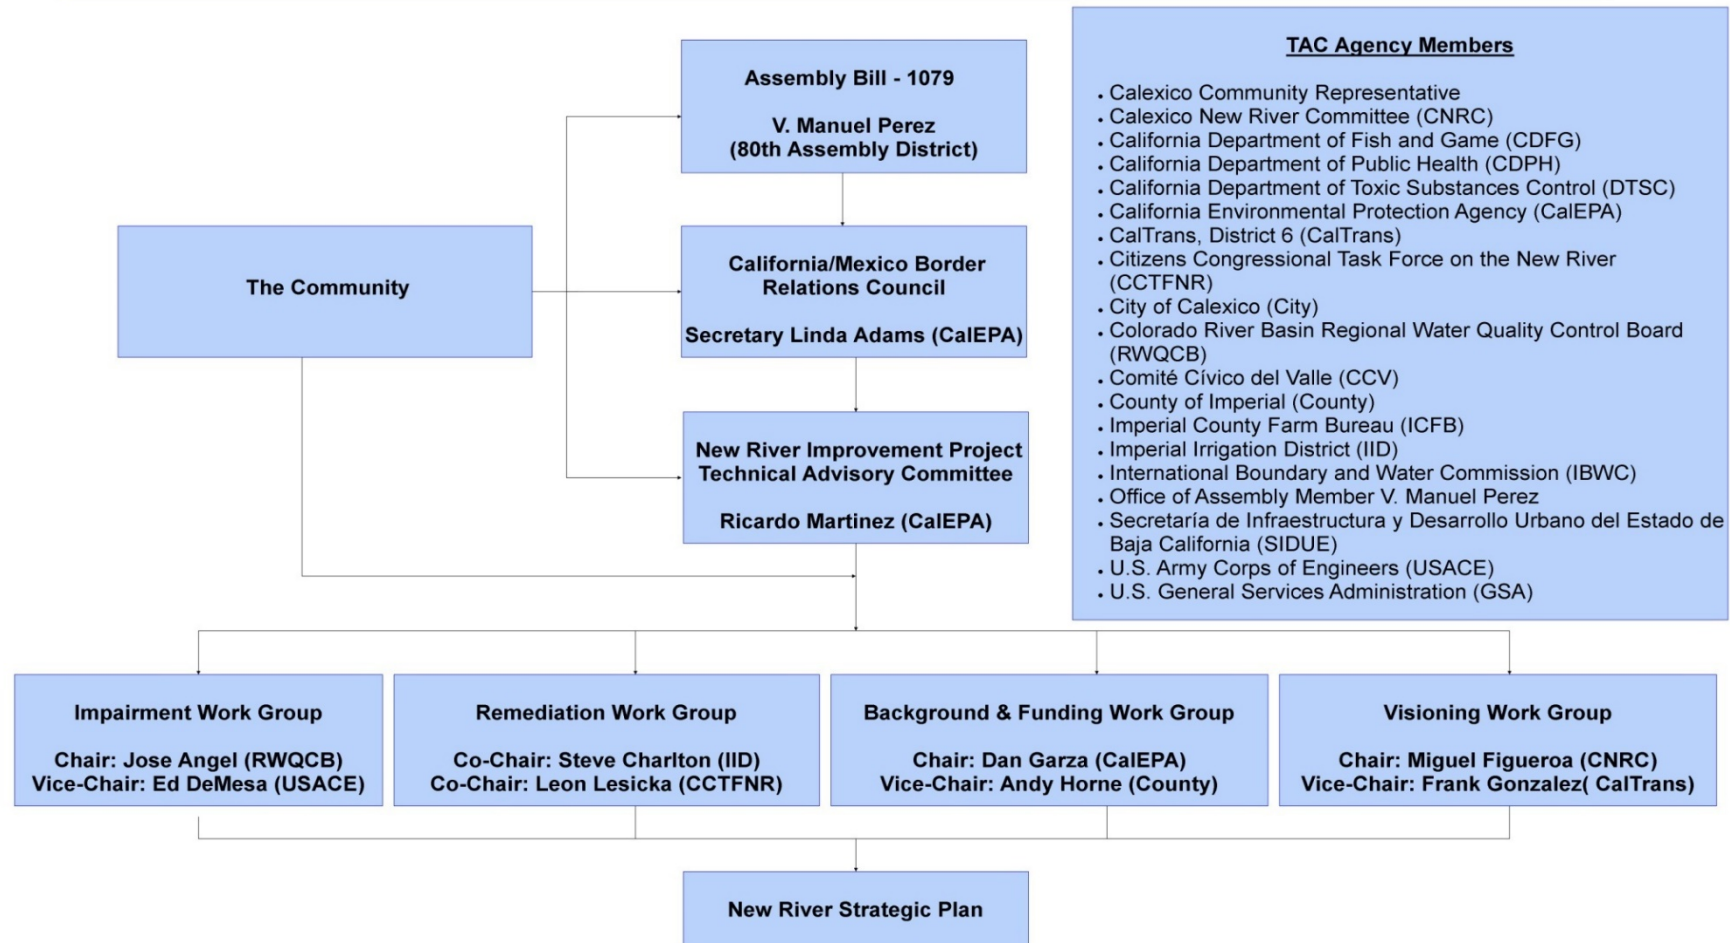 Assembly Bill - 1079
V. Manuel Perez
(80th Assembly District)
The Community
California/Mexico Border
Relations Council
Secretary Linda Adams (CalEPA)
New River Improvement Project
Technical Advisory Committee
Ricardo Martinez (CalEPA)
TAC Agency Members
• Calexico Community Representative
• Calexico New River Committee (CNRC)
• California Department of Fish and Game (CDFG)
• California Department of Public Health (CDPH)
• California Department of Toxic Substances Control (DTSC)
• California Environmental Protection Agency (CalEPA)
• CalTrans, District 6 (CalTrans)
• Citizens Congressional Task Force on the New River
(CCTFNR)
• City of Calexico (City)
• Colorado River Basin Regional Water Quality Control Board
(RWQCB)
• Comité Cívico del Valle (CCV)
• County of Imperial (County)
• Imperial County Farm Bureau (ICFB)
• Imperial Irrigation District (IID)
• International Boundary and Water Commission (IBWC)
• Office of Assembly Member V. Manuel Perez
• Secretaría de Infraestructura y Desarrollo Urbano del Estado de
Baja California (SIDUE)
• U.S. Army Corps of Engineers (USACE)
• U.S. General Services Administration (GSA)
Impairment Work Group
Chair: Jose Angel (RWQCB)
Vice-Chair: Ed DeMesa (USACE)
Remediation Work Group
Co-Chair: Steve Charlton (IID)
Co-Chair: Leon Lesicka (CCTFNR)
Background & Funding Work Group
Chair: Dan Garza (CalEPA)
Vice-Chair: Andy Horne (County)
Visioning Work Group
Chair: Miguel Figueroa (CNRC)
Vice-Chair: Frank Gonzalez( CalTrans)
New River Strategic Plan